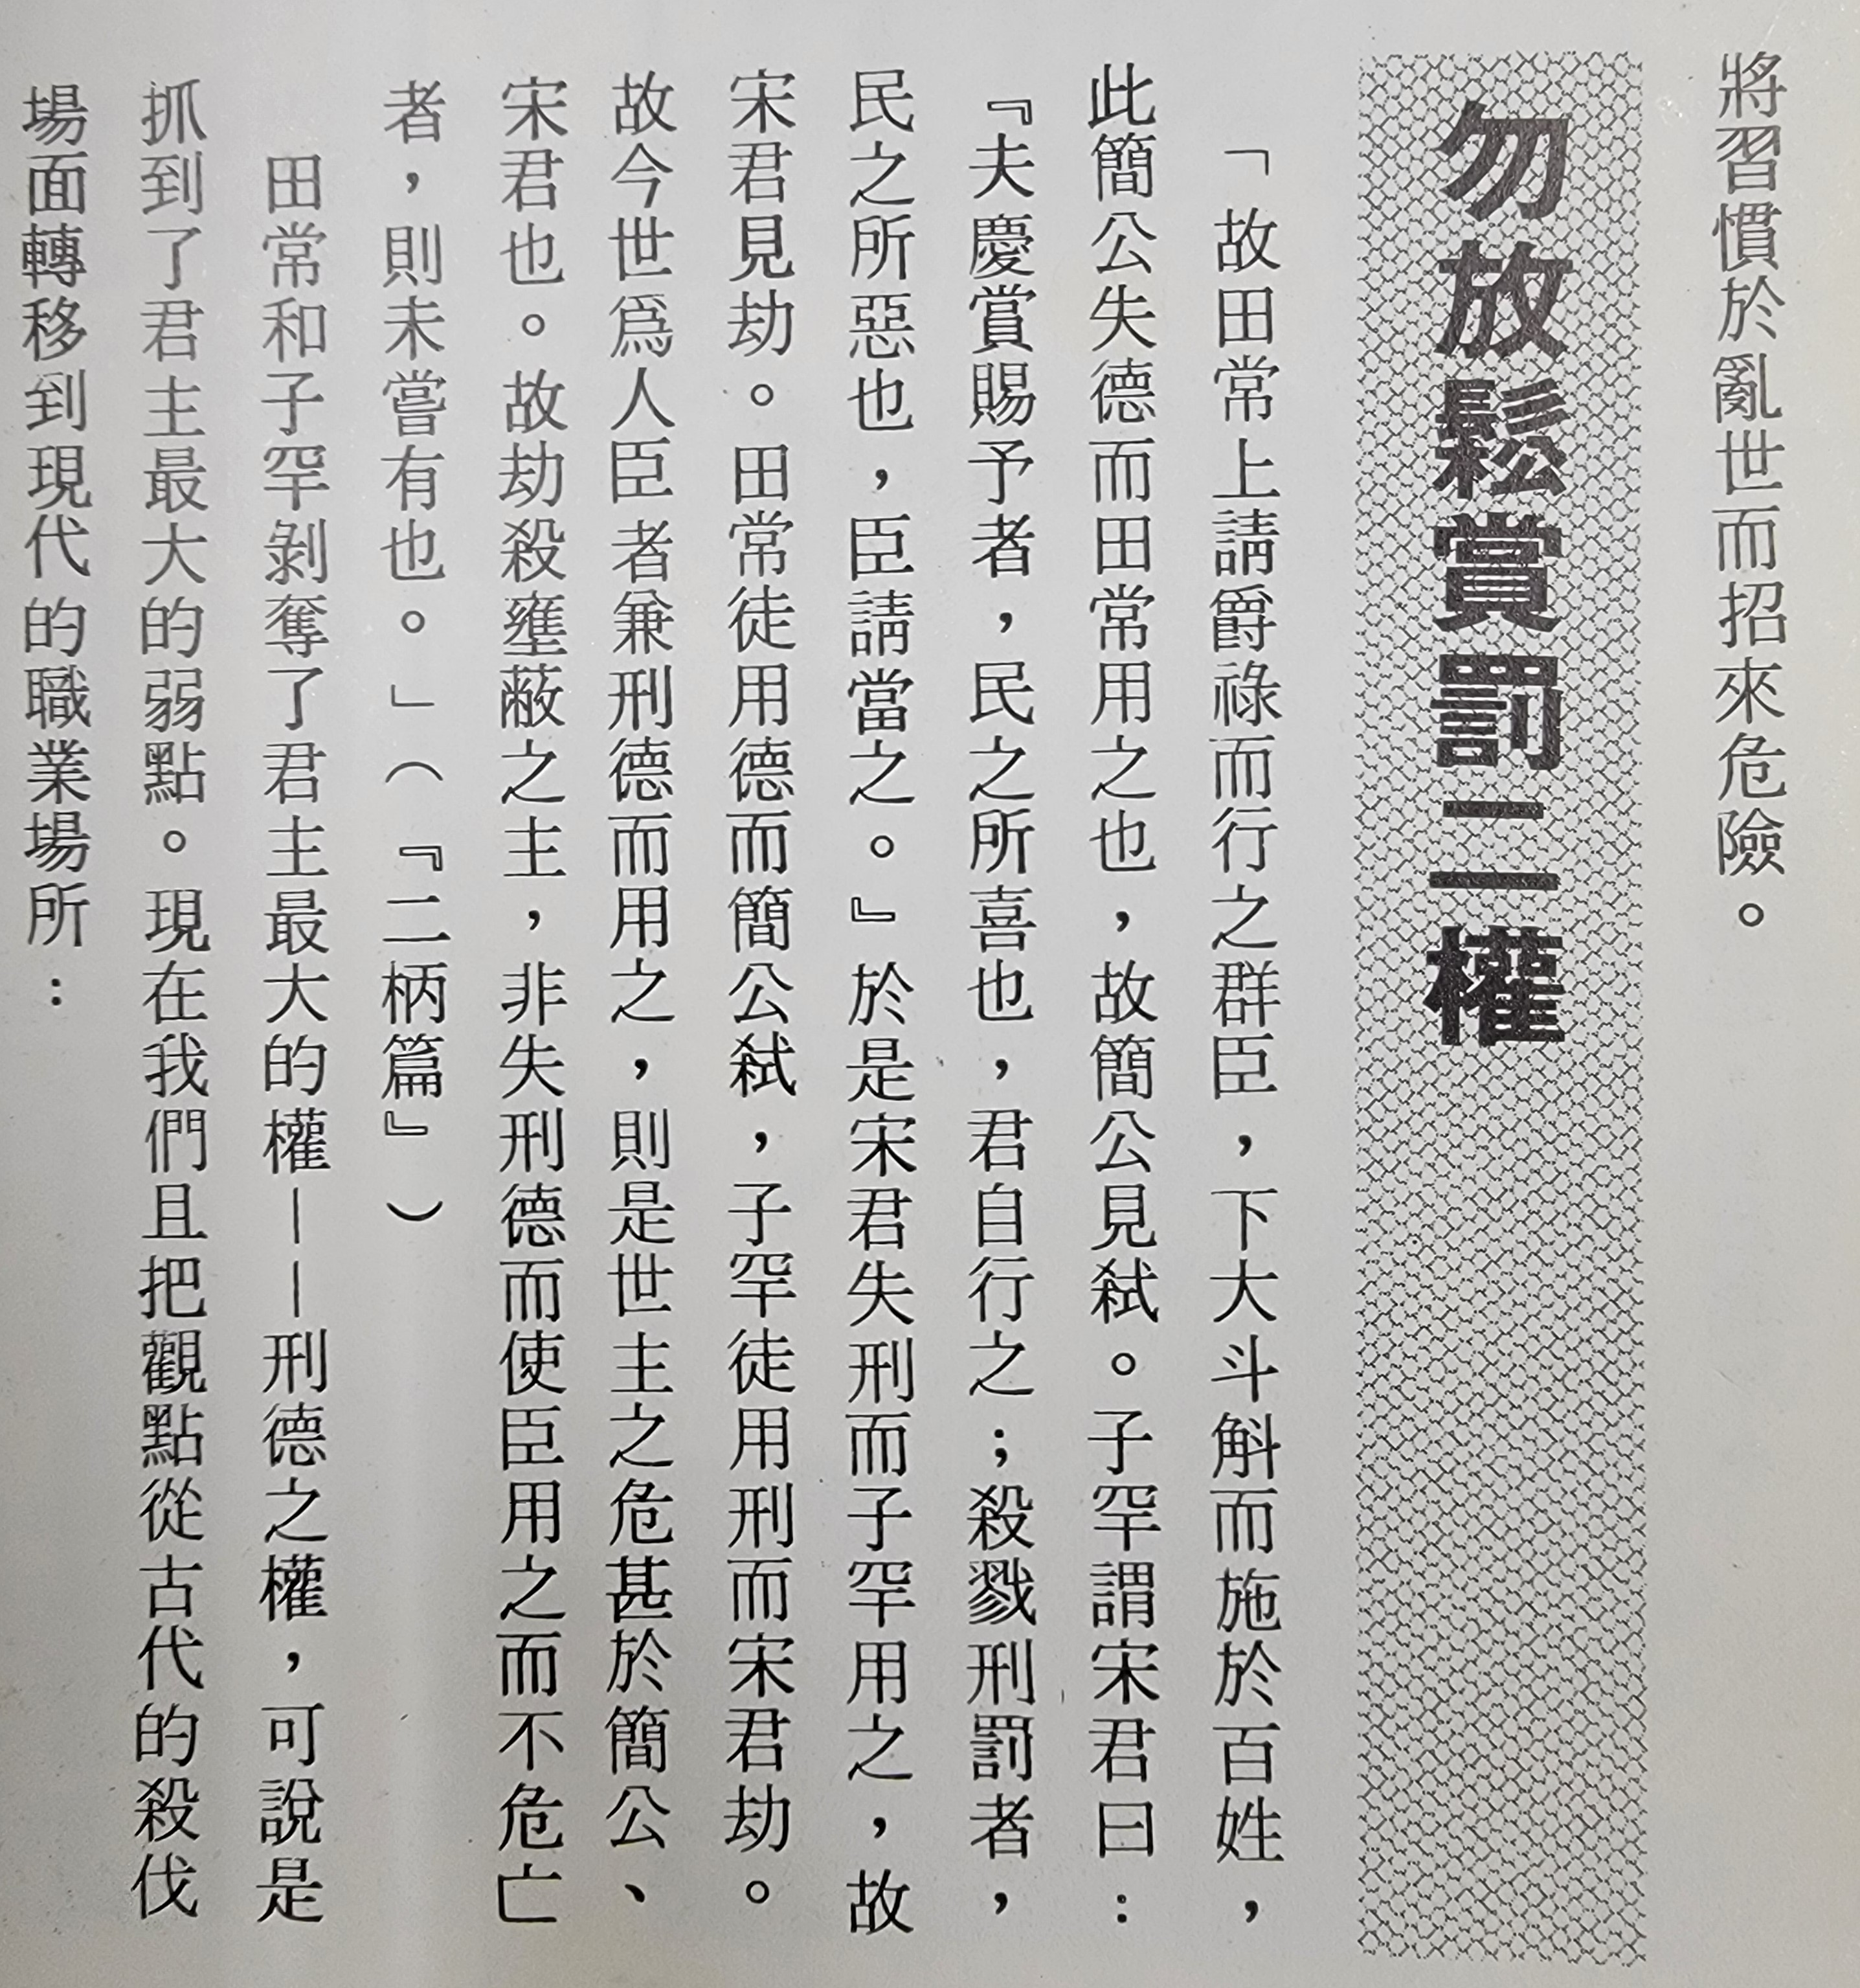 將習慣於亂世而招來危險。
勿放鬆賞罰二權
「故田常上請爵祿而行之群臣，下大斗斛而施於百姓，
此簡公失德而田常用之也，故簡公見弑。子罕謂宋君曰：
『夫慶賞賜予者，民之所喜也，君自行之；殺戮刑罰者，
民之所惡也，臣請當之。』於是宋君失刑而子罕用之，故
宋君見劫。田常徒用德而簡公弑，子罕徒用刑而宋君劫。
故今世爲人臣者兼刑德而用之，則是世主之危甚於簡公、
宋君也。故劫殺壅蔽之主，非失刑德而使臣用之而不危亡
者，則未嘗有也。」（『二柄篇』）
田常和子罕剝奪了君主最大的權——刑德之權，可說是
抓到了君主最大的弱點。現在我們且把觀點從古代的殺伐
場面轉移到現代的職業場所：